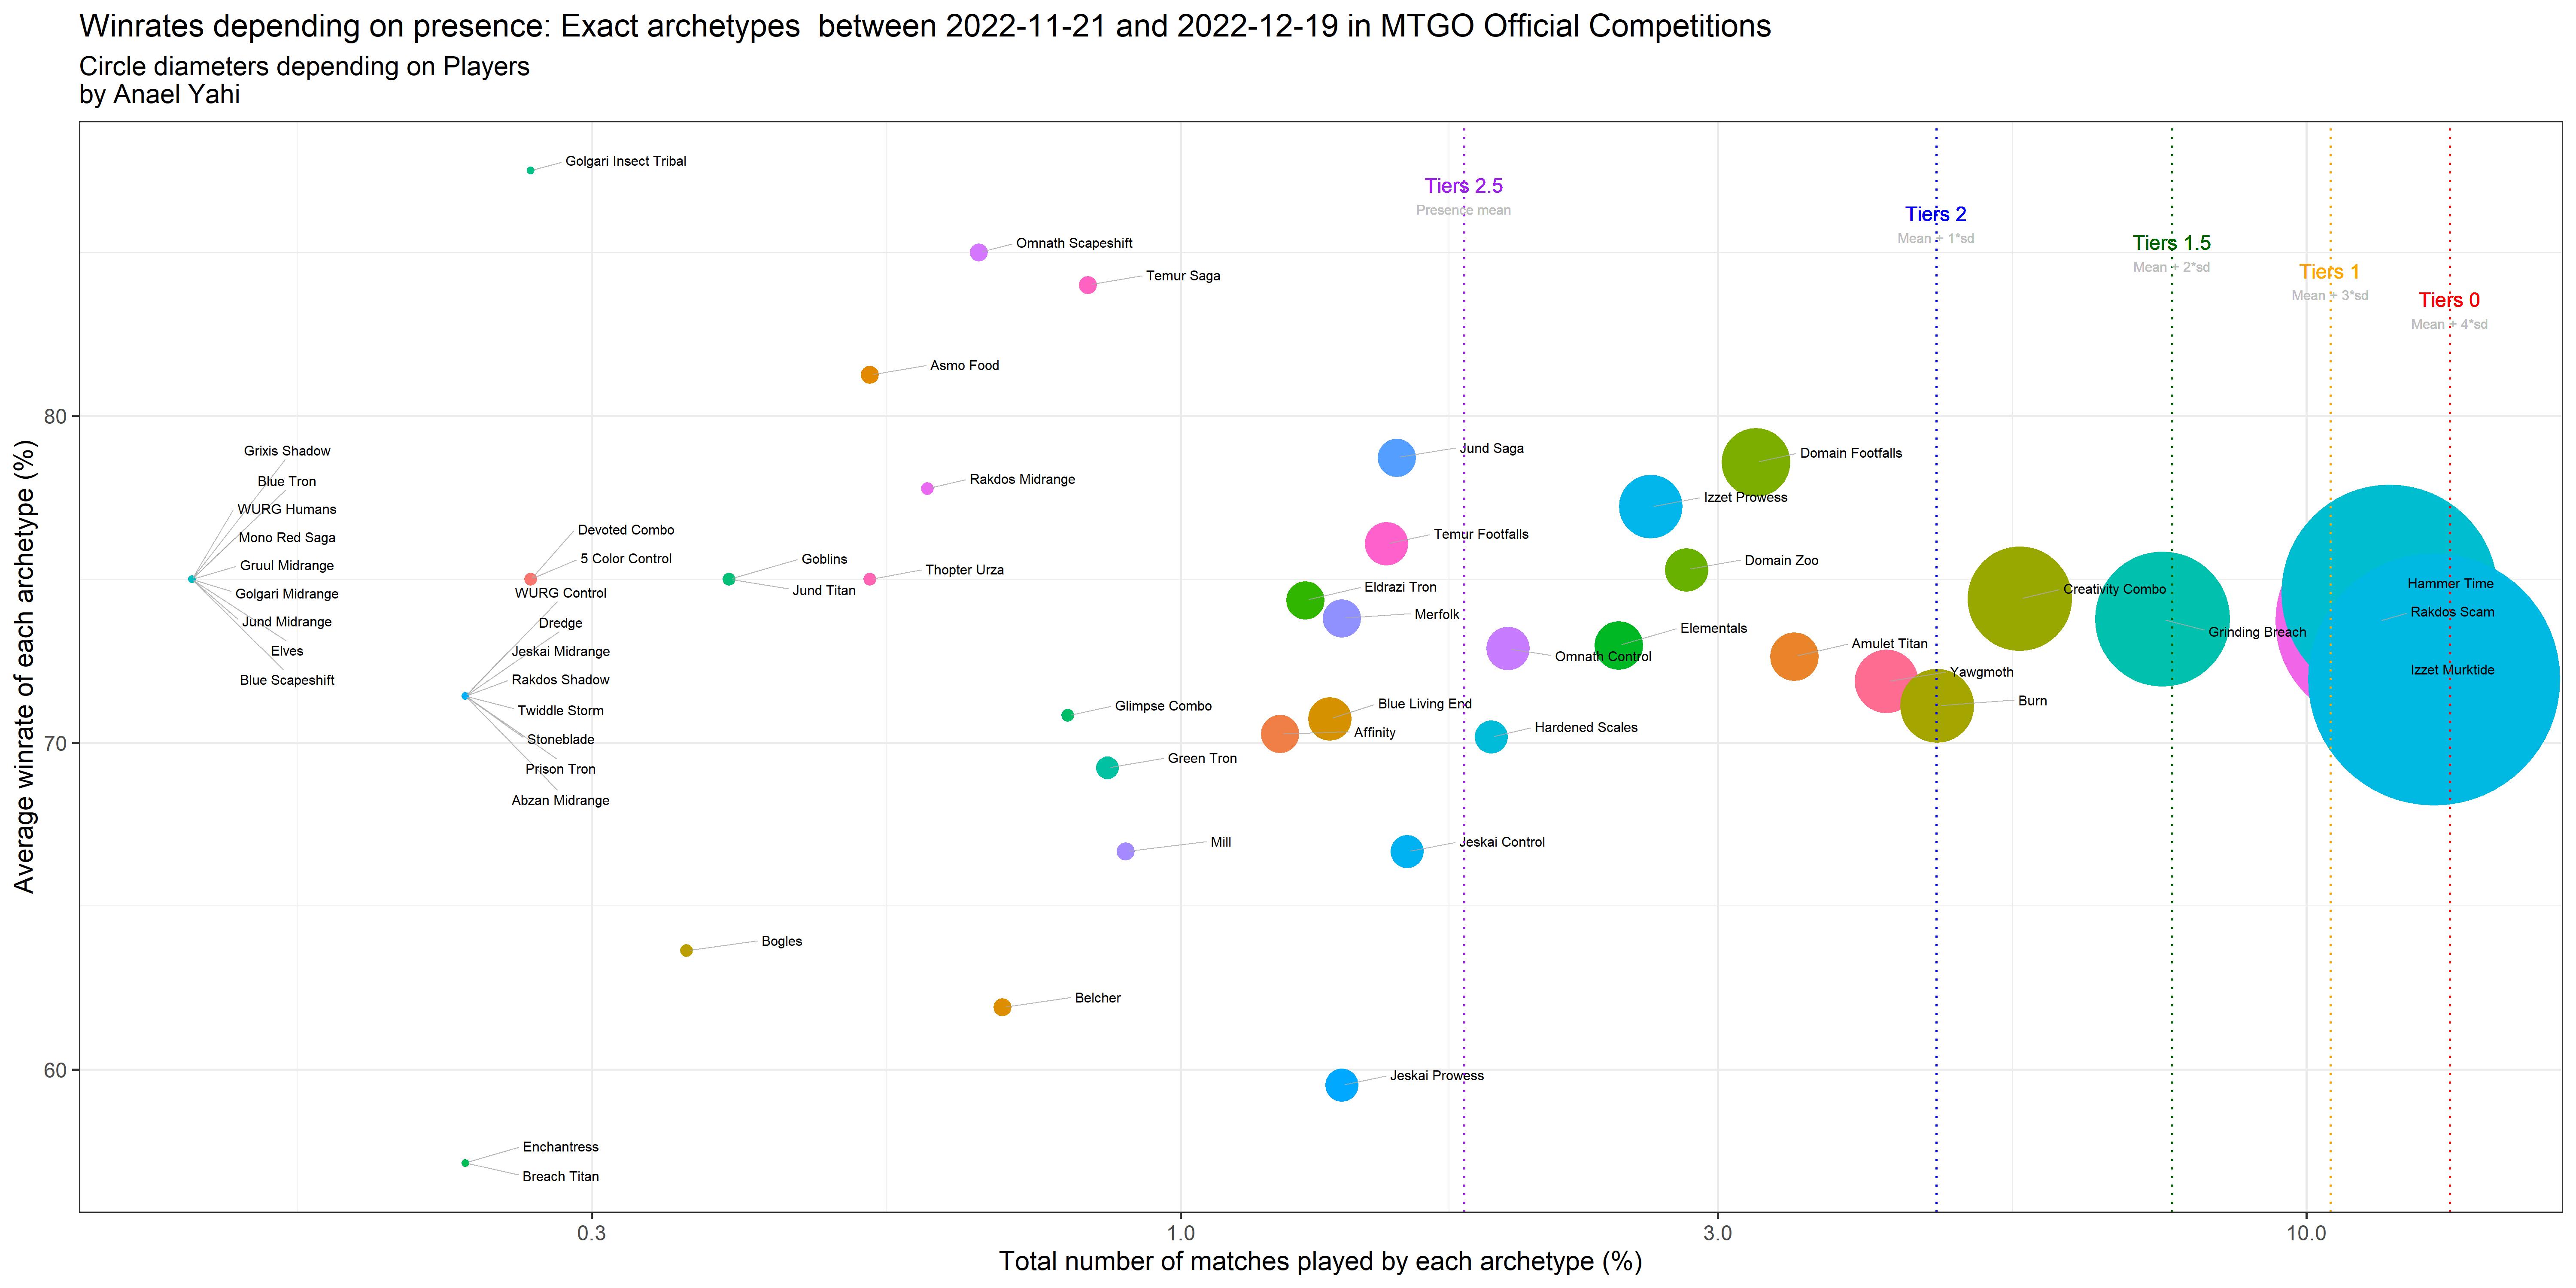 Winrates depending on presence: Exact archetypes  between 2022-11-21 and 2022-12-19 in MTGO Official Competitions
Circle diameters depending on Players
by Anael Yahi
Golgari Insect Tribal
Tiers 2.5
Presence mean
Tiers 2
Mean + 1*sd
Omnath Scapeshift
Tiers 1.5
Mean + 2*sd
Temur Saga
Tiers 1
Mean + 3*sd
Tiers 0
Mean + 4*sd
Asmo Food
80
Grixis Shadow
Jund Saga
Domain Footfalls
Blue Tron
Rakdos Midrange
Izzet Prowess
WURG Humans
Devoted Combo
Temur Footfalls
Mono Red Saga
5 Color Control
Goblins
Domain Zoo
Gruul Midrange
Thopter Urza
Eldrazi Tron
Creativity Combo
Hammer Time
Golgari Midrange
WURG Control
Jund Titan
Merfolk
Rakdos Scam
Jund Midrange
Dredge
Elementals
Grinding Breach
Elves
Jeskai Midrange
Omnath Control
Amulet Titan
Blue Scapeshift
Rakdos Shadow
Yawgmoth
Izzet Murktide
Twiddle Storm
Glimpse Combo
Blue Living End
Burn
Stoneblade
Affinity
Hardened Scales
70
Prison Tron
Green Tron
Abzan Midrange
Mill
Jeskai Control
Bogles
Belcher
60
Jeskai Prowess
Enchantress
Breach Titan
0.3
1.0
3.0
10.0
Total number of matches played by each archetype (%)
Average winrate of each archetype (%)